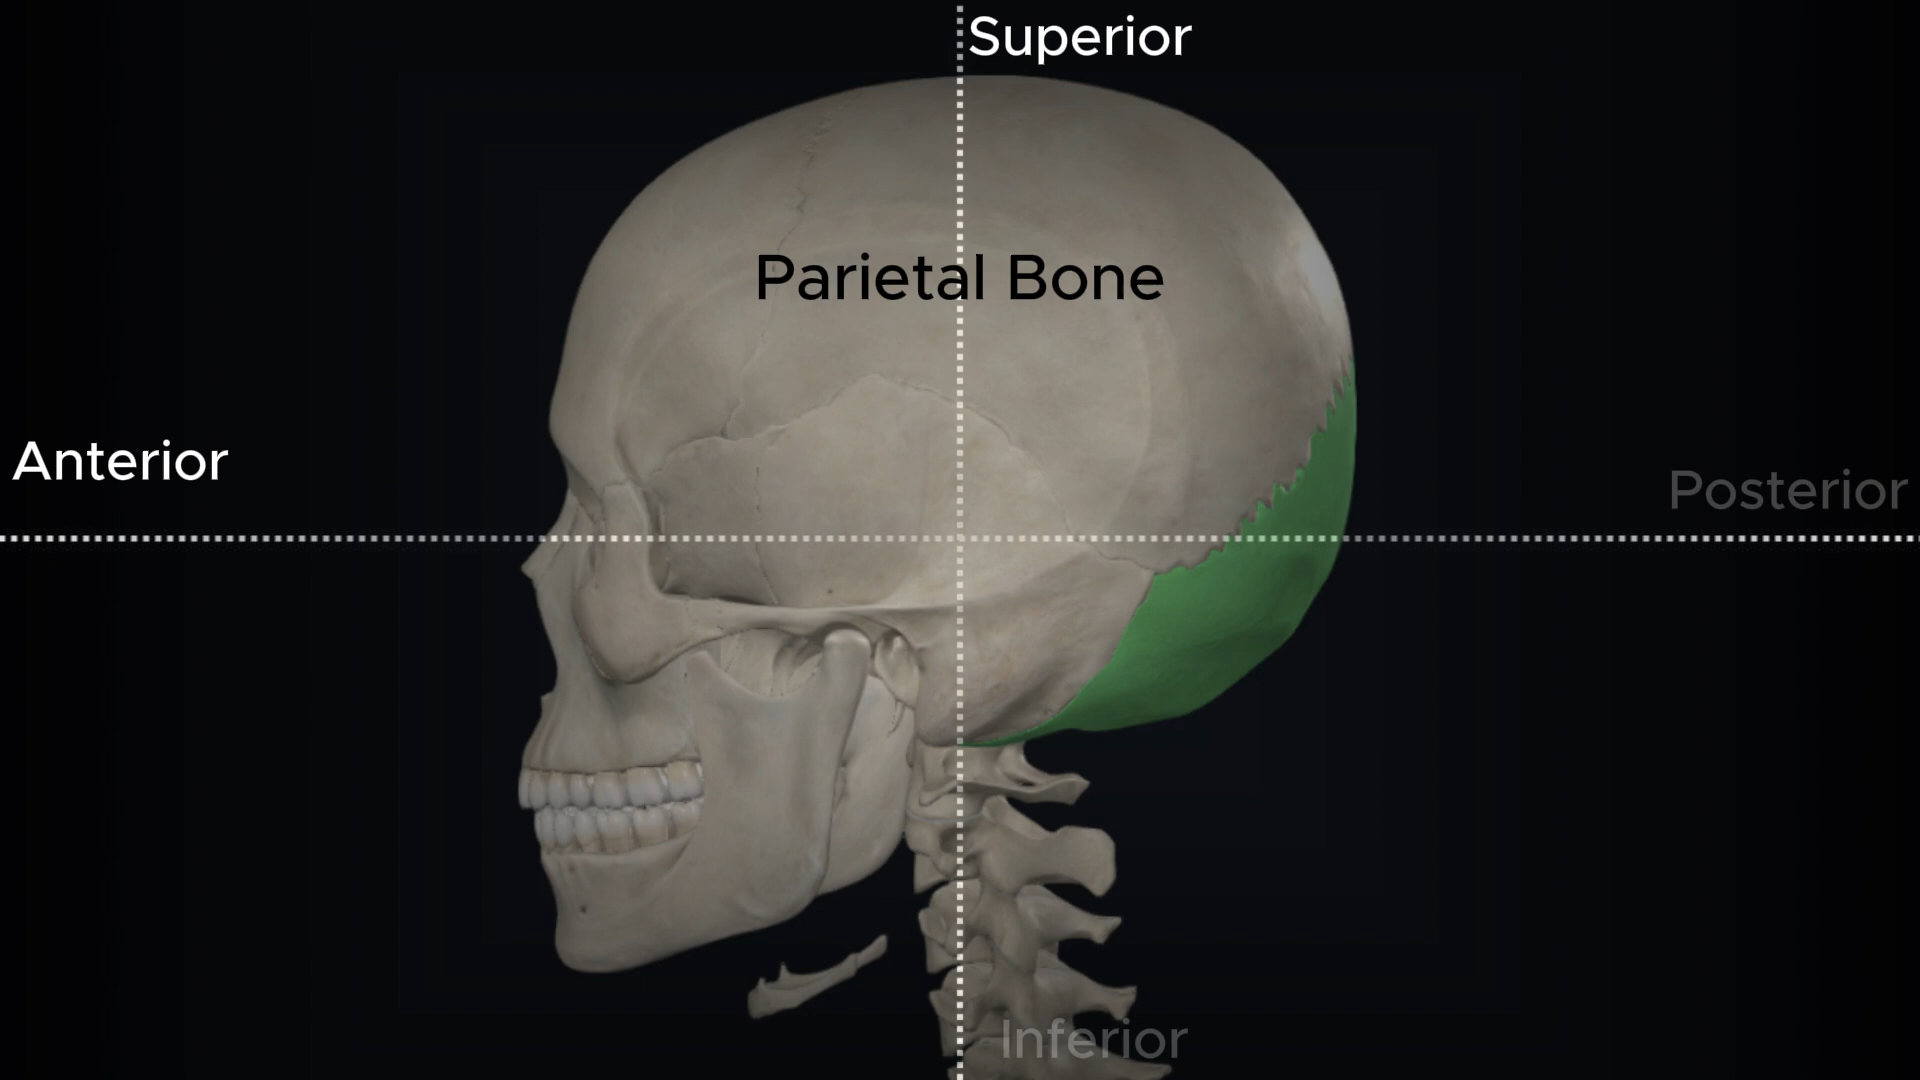 Superior
Parietal Bone
Anterior
Posterior
Inferior